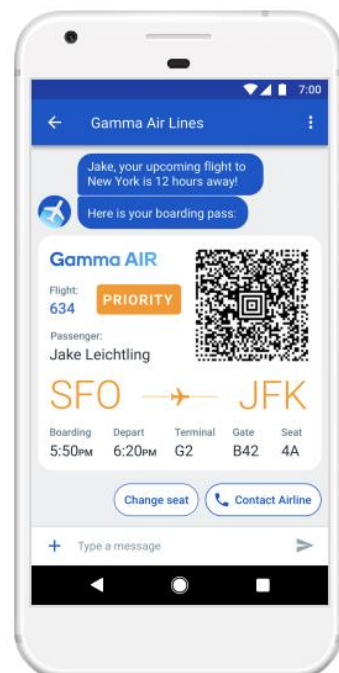 7:00
Gamma Air Lines
Jake, your upcoming flight to
New York is 12 hours away!
Here is your boarding pass:
Gamma AIR
Flight:
634
PRIORITY
Passenger:
Jake Leichtling
SFO JFK
Boarding Depart Terminal Gate Seat
5:50PM 6:20PM G2 B42 4A
Change seat Contact Airline
Type a message